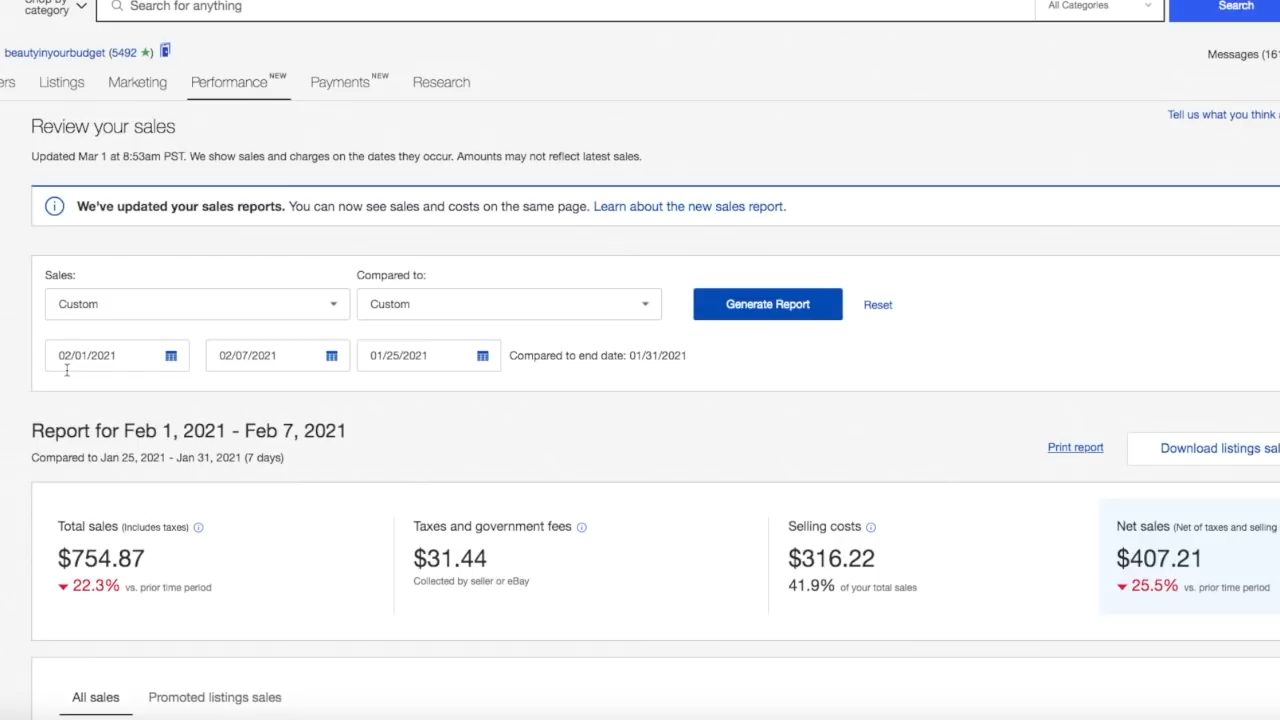 Shop by
category
Search for anything
All Categories
Search
beautyinyourbudget (5492 ★)
Messages (16
Listings
Marketing
Performance NEW
Payments NEW
Research
Review your sales
Tell us what you think
Updated Mar 1 at 8:53am PST. We show sales and charges on the dates they occur. Amounts may not reflect latest sales.
We've updated your sales reports. You can now see sales and costs on the same page. Learn about the new sales report.
Sales:
Compared to:
Custom
Custom
Generate Report
Reset
02/01/2021
02/07/2021
01/25/2021
Compared to end date: 01/31/2021
Report for Feb 1, 2021 - Feb 7, 2021
Compared to Jan 25, 2021 - Jan 31, 2021 (7 days)
Print report
Download listings sal
Total sales (Includes taxes)
$754.87
22.3% vs. prior time period
Taxes and government fees
$31.44
Collected by seller or eBay
Selling costs
$316.22
41.9% of your total sales
Net sales (Net of taxes and selling
$407.21
25.5% vs. prior time period
All sales
Promoted listings sales